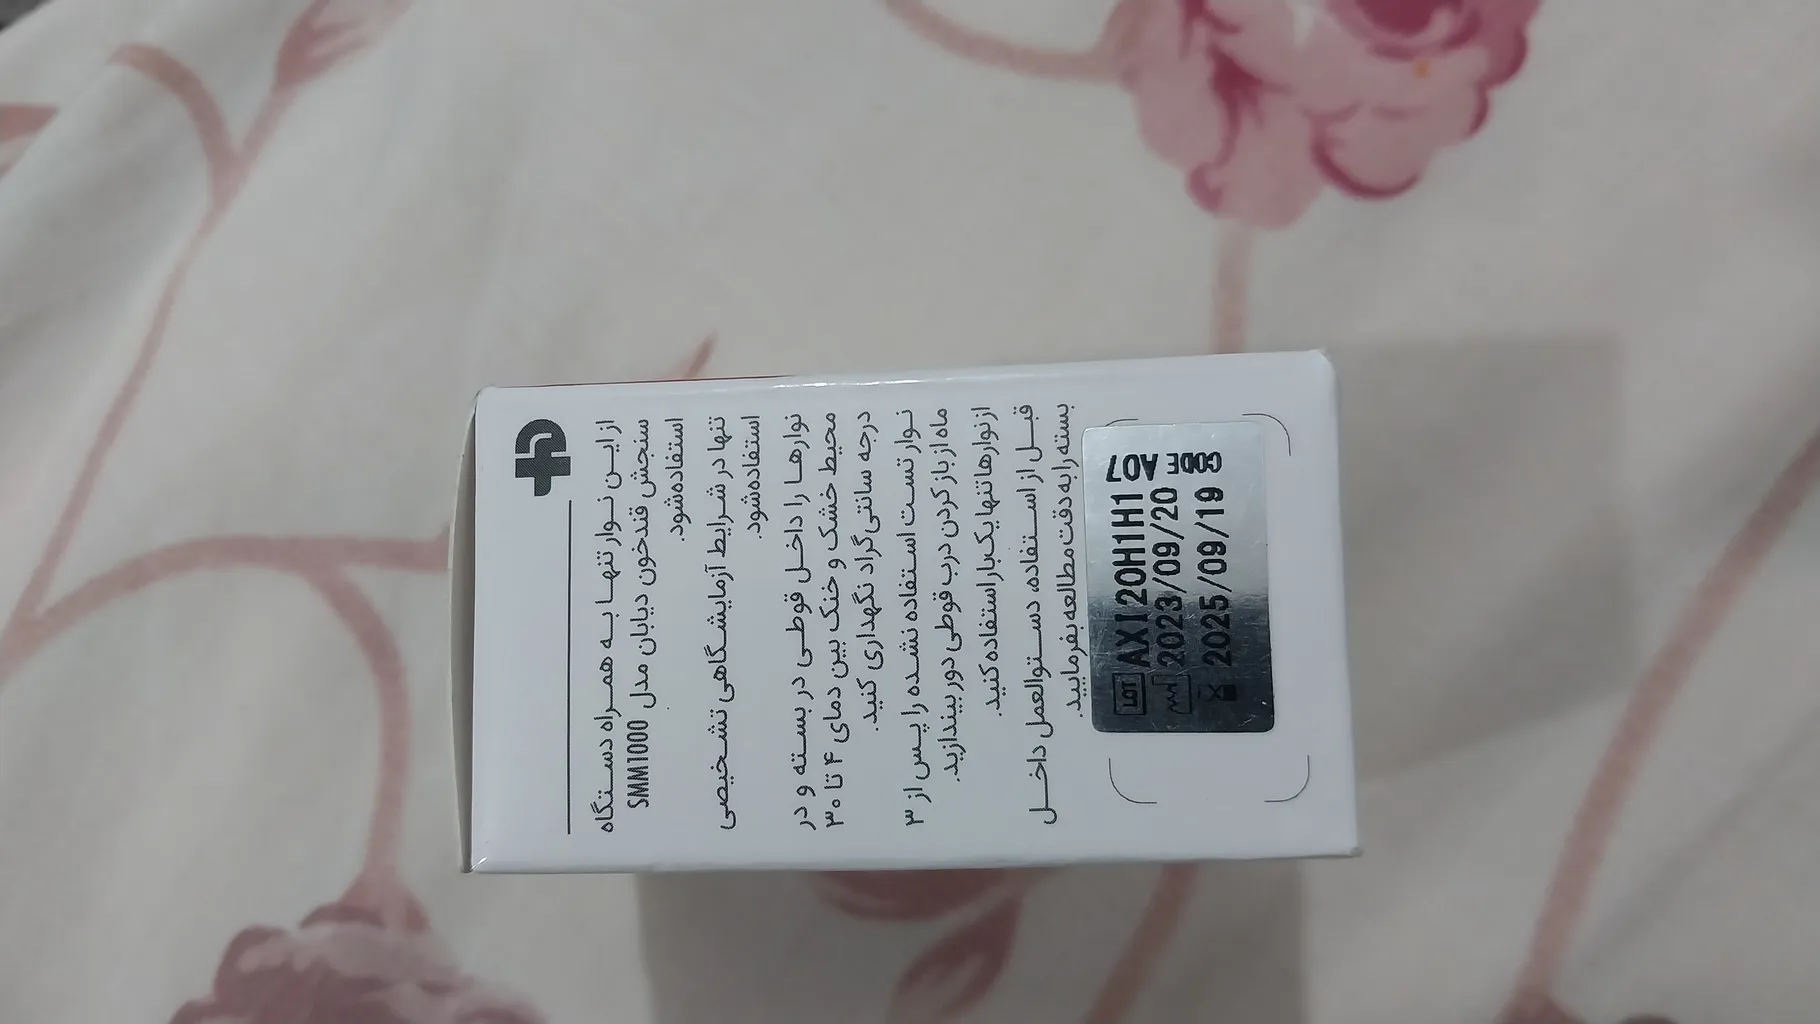 از این نوار تنها به همراه دستگاه
سنجش قندخون دیابان مدل SMM1000
استفاده‌شود.
تنها در شرایط آزمایشگاهی تشخیصی
استفاده‌شود.
نوارها را داخل قوطی در بسته و در
محیط خشک و خنک بین دمای ۴ تا ۳۰
درجه سانتی گراد نگهداری کنید.
نوار تست استفاده نشده را پس از ۳
ماه از باز کردن درب قوطی دور بیندازید.
از نوارها تنها یک بار استفاده کنید.
قبل از استفاده، دستوالعمل داخل
بسته را به دقت مطالعه بفرمایید.
LOT AXI20H1H1 CODE A07
2023/09/20
2025/09/19